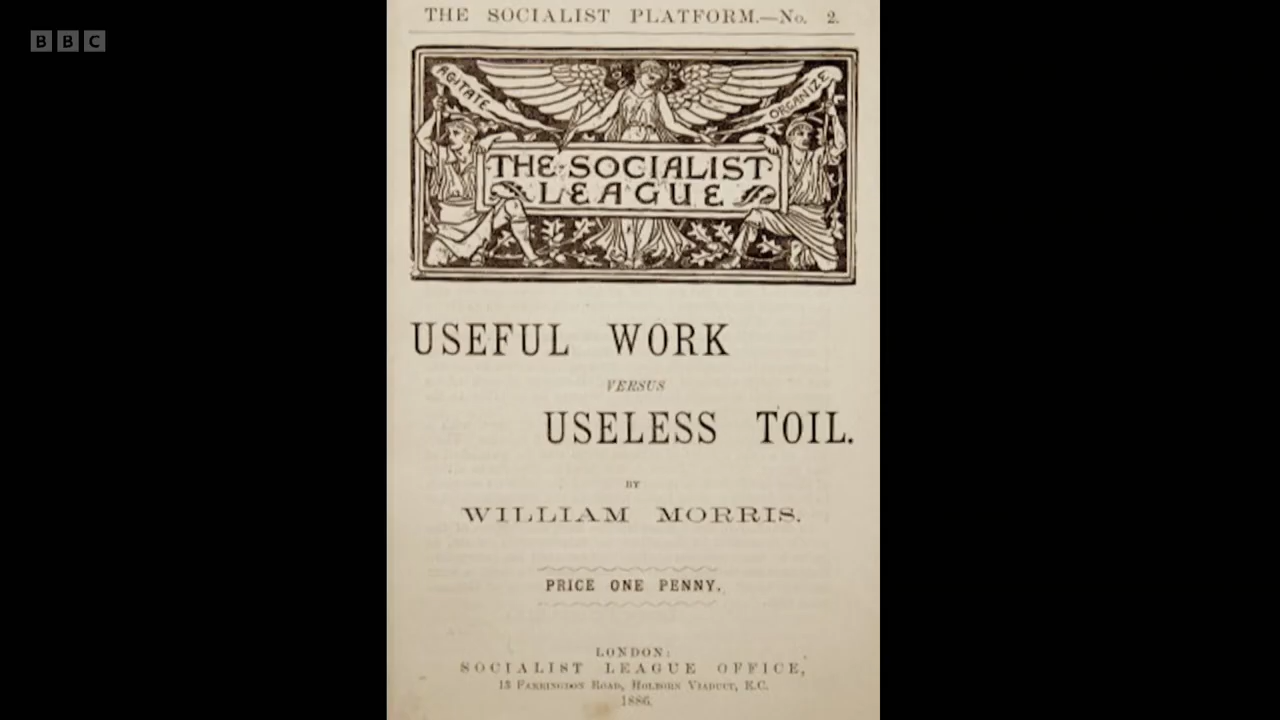 BBC
THE SOCIALIST PLATFORM.—No. 2.
AGITATE
EDUCATE
ORGANIZE
THE·SOCIALIST
LEAGUE
USEFUL WORK
VERSUS
USELESS TOIL.
BY
WILLIAM MORRIS.
PRICE ONE PENNY.
LONDON:
SOCIALIST LEAGUE OFFICE,
13 Farringdon Road, Holborn Viaduct, E.C.
1886.